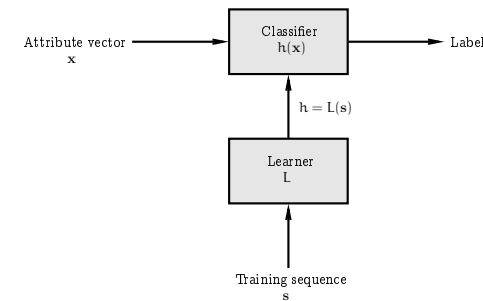 Classifier
h(x)
Attribute vector
x
Label
h = L(s)
Learner
L
Training sequence
s